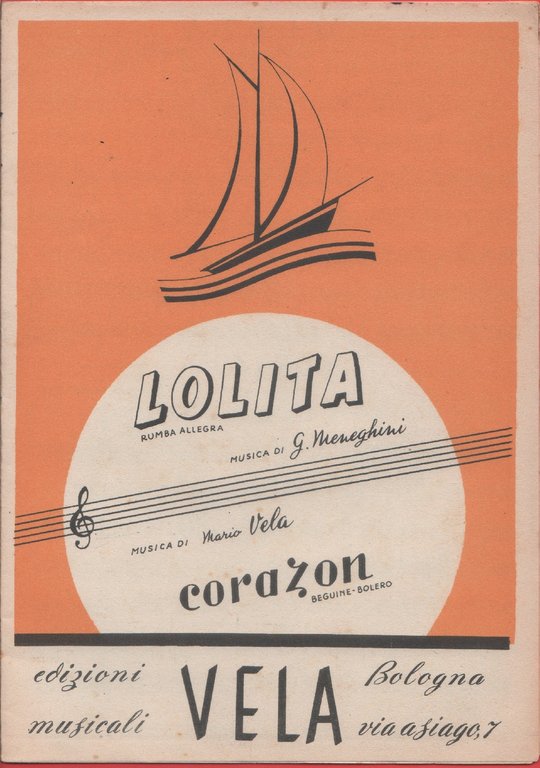 LOLITA
RUMBA ALLEGRA
MUSICA DI G. Meneghini
MUSICA DI Mario Vela
corazon
BEGUINE-BOLERO
edizioni
musicali
VELA
Bologna
via asiago, 7